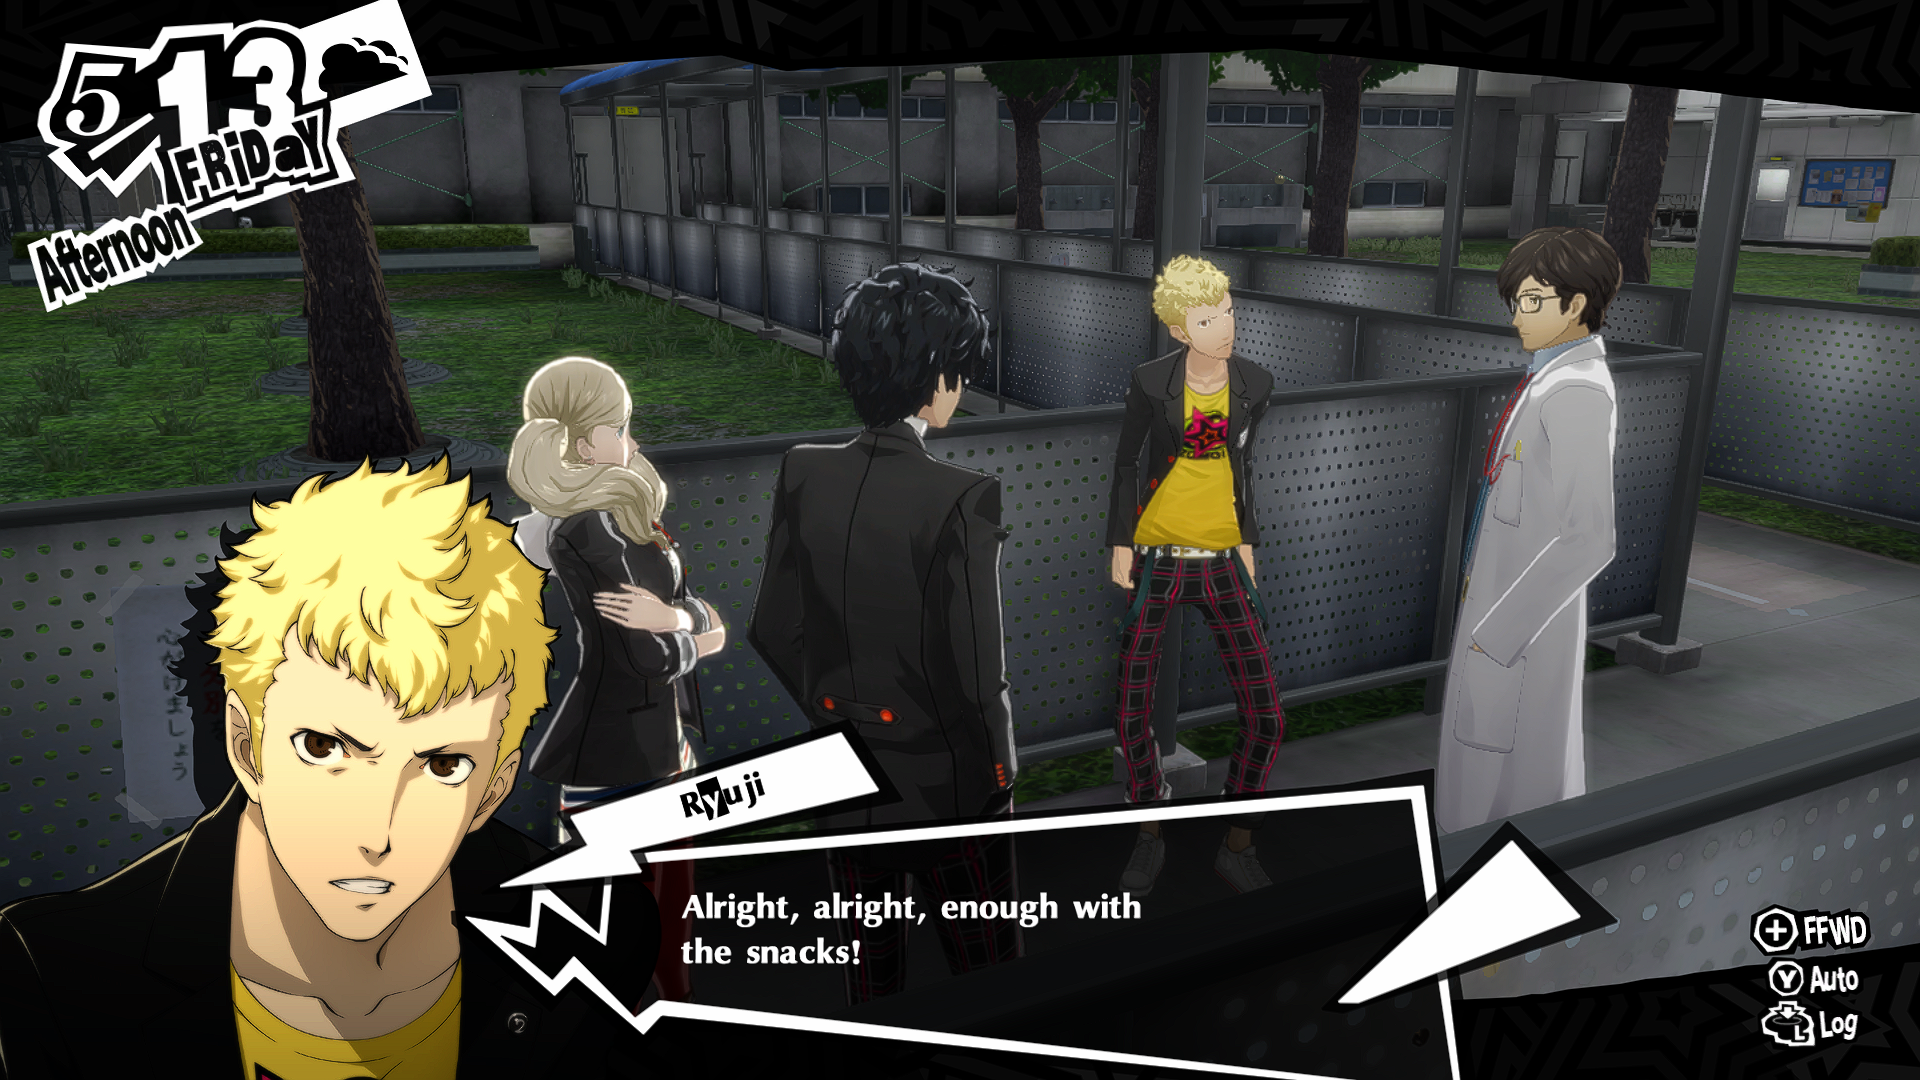 5/13
FRiDaY
Afternoon
Ryuji
Alright, alright, enough with
the snacks!
+ FFWD
Y Auto
L Log